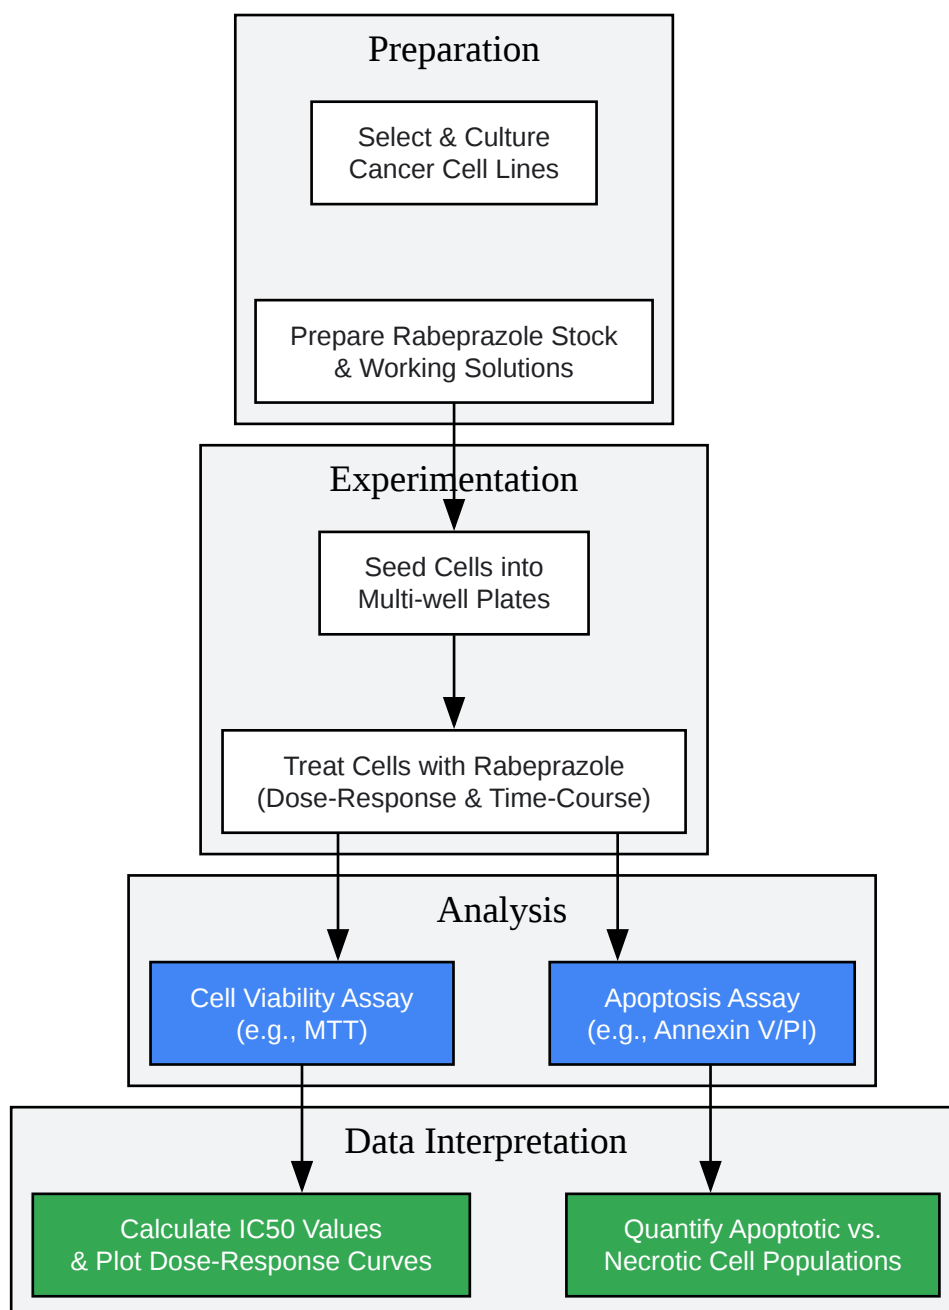 Preparation
Select & Culture
Cancer Cell Lines
Prepare Rabeprazole Stock
& Working Solutions
Experimentation
Seed Cells into
Multi-well Plates
Treat Cells with Rabeprazole
(Dose-Response & Time-Course)
Analysis
Cell Viability Assay
(e.g., MTT)
Apoptosis Assay
(e.g., Annexin V/PI)
Data Interpretation
Calculate IC50 Values
& Plot Dose-Response Curves
Quantify Apoptotic vs.
Necrotic Cell Populations